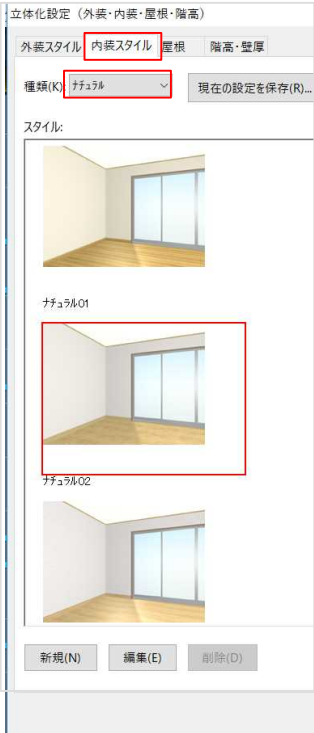 立体化設定（外装・内装・屋根・階高）
外装スタイル 内装スタイル 屋根 階高・壁厚
種類(K): ﾅﾁｭﾗﾙ 現在の設定を保存(R)...
スタイル:
ﾅﾁｭﾗﾙ01
ﾅﾁｭﾗﾙ02
新規(N) 編集(E) 削除(D)